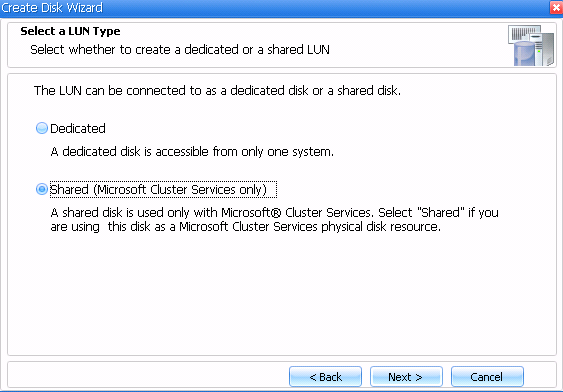 Create Disk Wizard
Select a LUN Type
Select whether to create a dedicated or a shared LUN
The LUN can be connected to as a dedicated disk or a shared disk.
Dedicated
A dedicated disk is accessible from only one system.
Shared (Microsoft Cluster Services only)
A shared disk is used only with Microsoft® Cluster Services. Select "Shared" if you
are using  this disk as a Microsoft Cluster Services physical disk resource.
< Back
Next >
Cancel